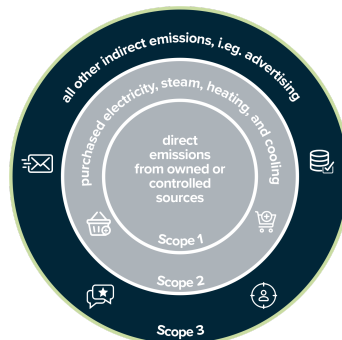 all other indirect emissions, i.eg. advertising
purchased electricity, steam, heating, and cooling
direct
emissions
from owned or
controlled
sources
Scope 1
Scope 2
Scope 3